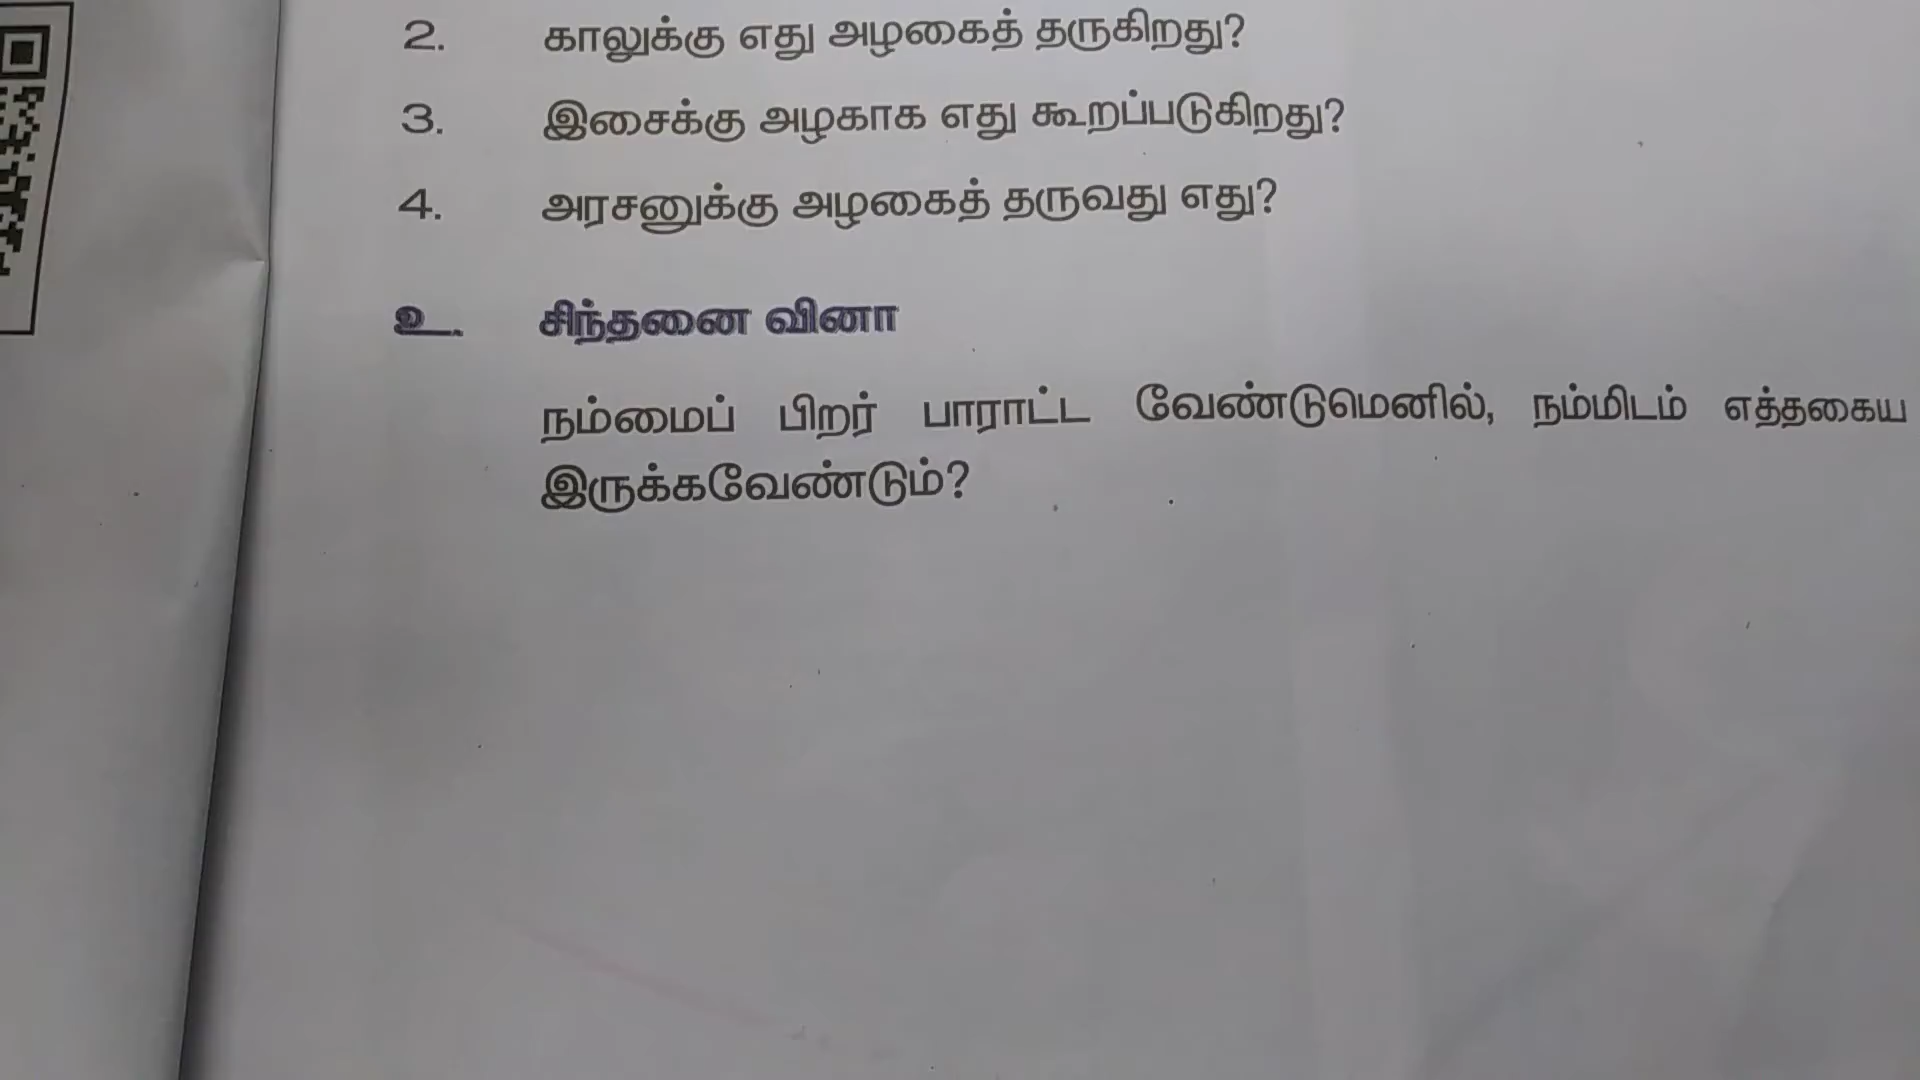 2. காலுக்கு எது அழகைத் தருகிறது?
3. இசைக்கு அழகாக எது கூறப்படுகிறது?
4. அரசனுக்கு அழகைத் தருவது எது?
உ. சிந்தனை வினா
நம்மைப் பிறர் பாராட்ட வேண்டுமெனில், நம்மிடம் எத்தகைய
இருக்கவேண்டும்?